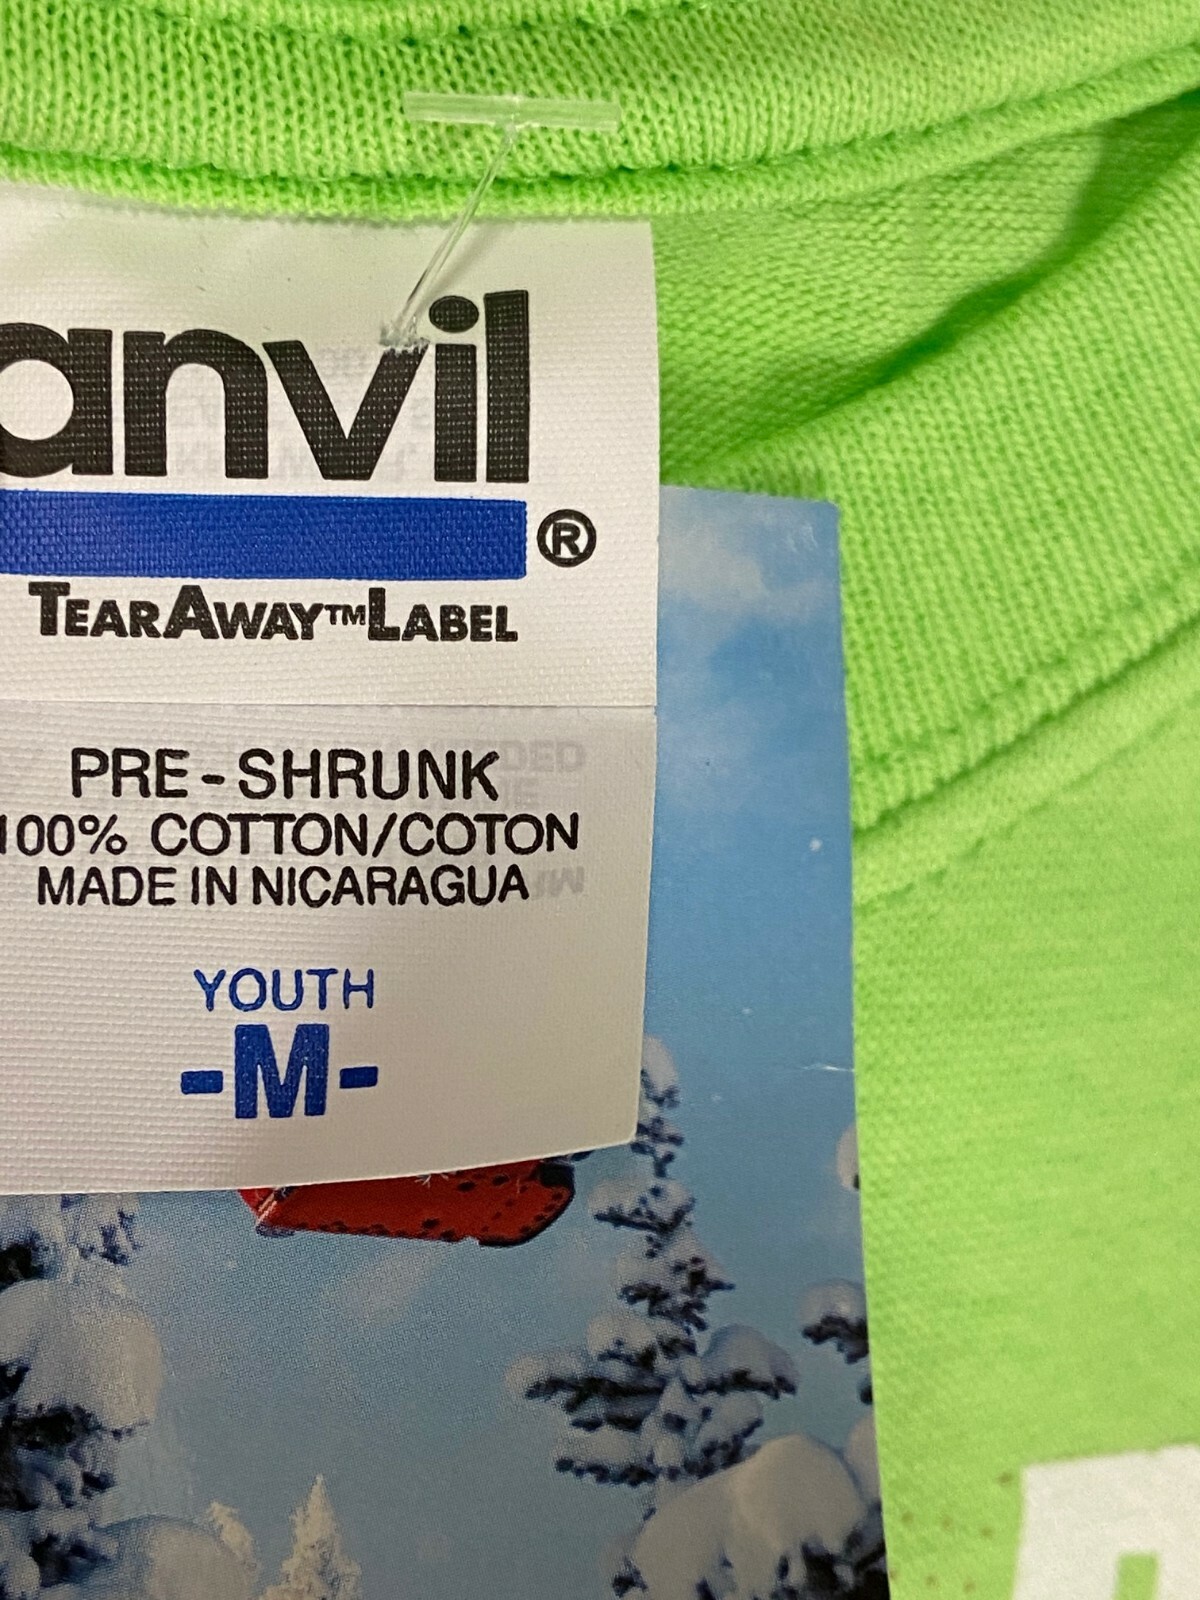 anvil
®
TEARAWAY™LABEL
PRE-SHRUNK
100% COTTON/COTON
MADE IN NICARAGUA
YOUTH
-M-